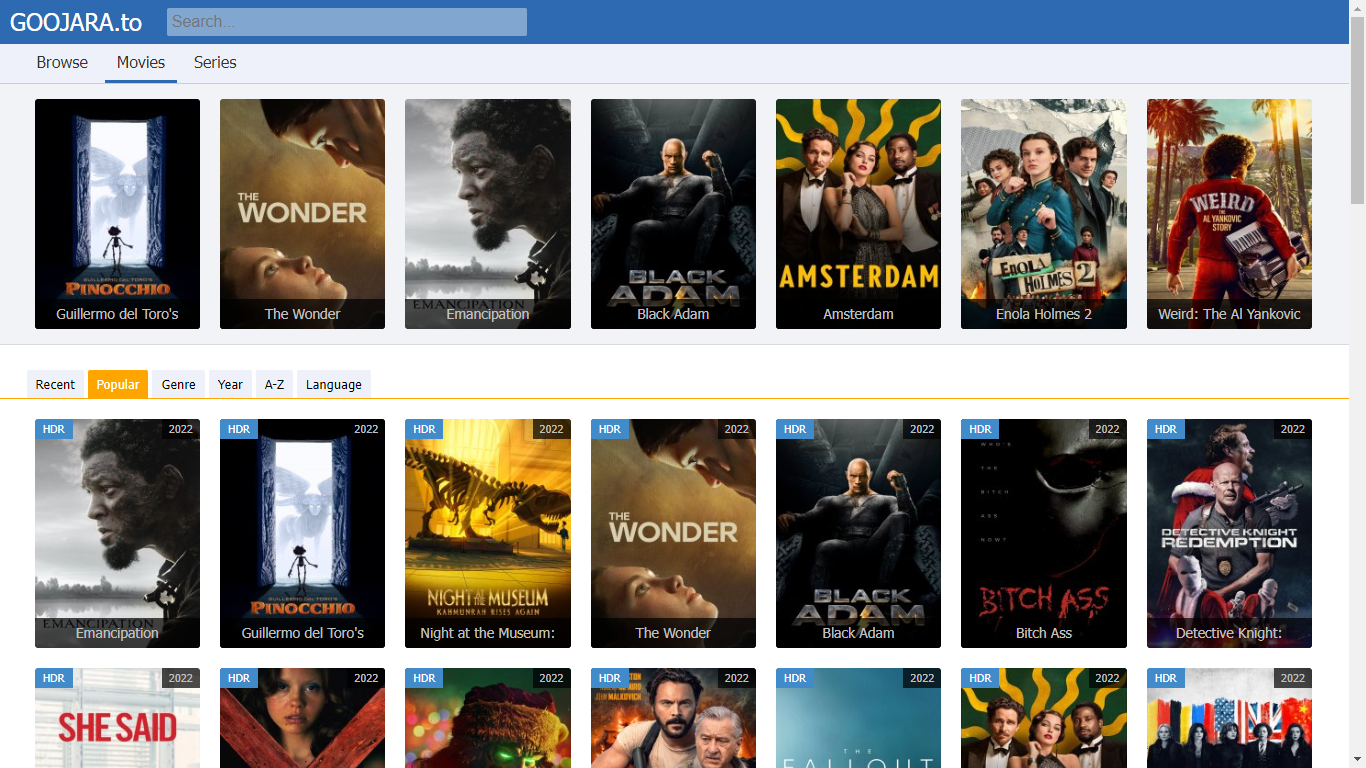 GOOJARA.to
Search...
Browse
Movies
Series
GUILLERMO DEL TORO'S
PINOCCHIO
Guillermo del Toro's
THE
WONDER
The Wonder
EMANCIPATION
Emancipation
BLACK
ADAM
Black Adam
AMSTERDAM
Amsterdam
ENOLA
HOLMES 2
Enola Holmes 2
WEIRD
THE
AL YANKOVIC
STORY
Weird: The Al Yankovic
Recent
Popular
Genre
Year
A-Z
Language
HDR
2022
EMANCIPATION
Emancipation
HDR
2022
GUILLERMO DEL TORO'S
PINOCCHIO
Guillermo del Toro's
HDR
2022
NIGHT AT THE MUSEUM
KAHMUNRAH RISES AGAIN
Night at the Museum:
HDR
2022
THE
WONDER
The Wonder
HDR
2022
BLACK
ADAM
Black Adam
HDR
2022
WHO'S
THE
BITCH
ASS
NOW?
BITCH ASS
Bitch Ass
HDR
2022
DETECTIVE KNIGHT
REDEMPTION
Detective Knight:
HDR
2022
SHE SAID
HDR
2022
HDR
2022
HDR
2022
JOHN MALKOVICH
HDR
2022
THE
FALLOUT
HDR
2022
HDR
2022